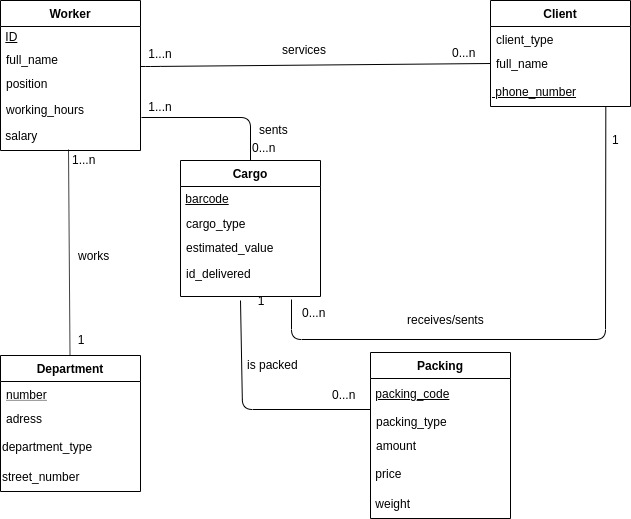 Worker
ID
full_name
position
working_hours
salary
1...n
services
0...n
Client
client_type
full_name
phone_number
1...n
sents
0...n
1...n
works
1
1
Cargo
barcode
cargo_type
estimated_value
id_delivered
1
0...n
receives/sents
is packed
0...n
Department
number
adress
department_type
street_number
Packing
packing_code
packing_type
amount
price
weight